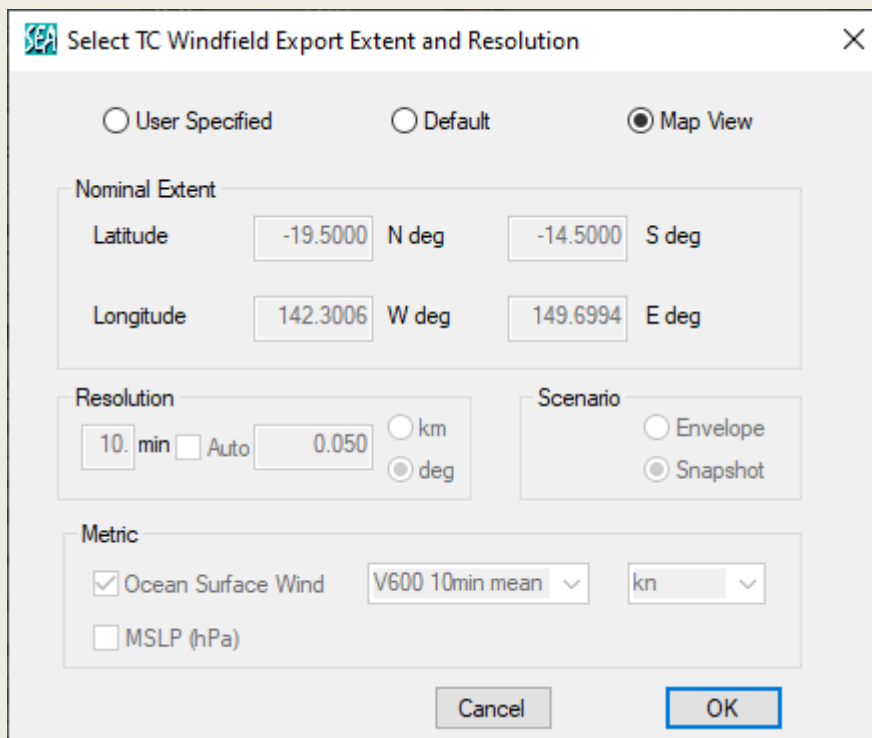 SEA Select TC Windfield Export Extent and Resolution
User Specified Default Map View
Nominal Extent
Latitude -19.5000 N deg -14.5000 S deg
Longitude 142.3006 W deg 149.6994 E deg
Resolution Scenario
10. min Auto 0.050 km Envelope
deg Snapshot
Metric
Ocean Surface Wind V600 10min mean kn
MSLP (hPa)
Cancel OK